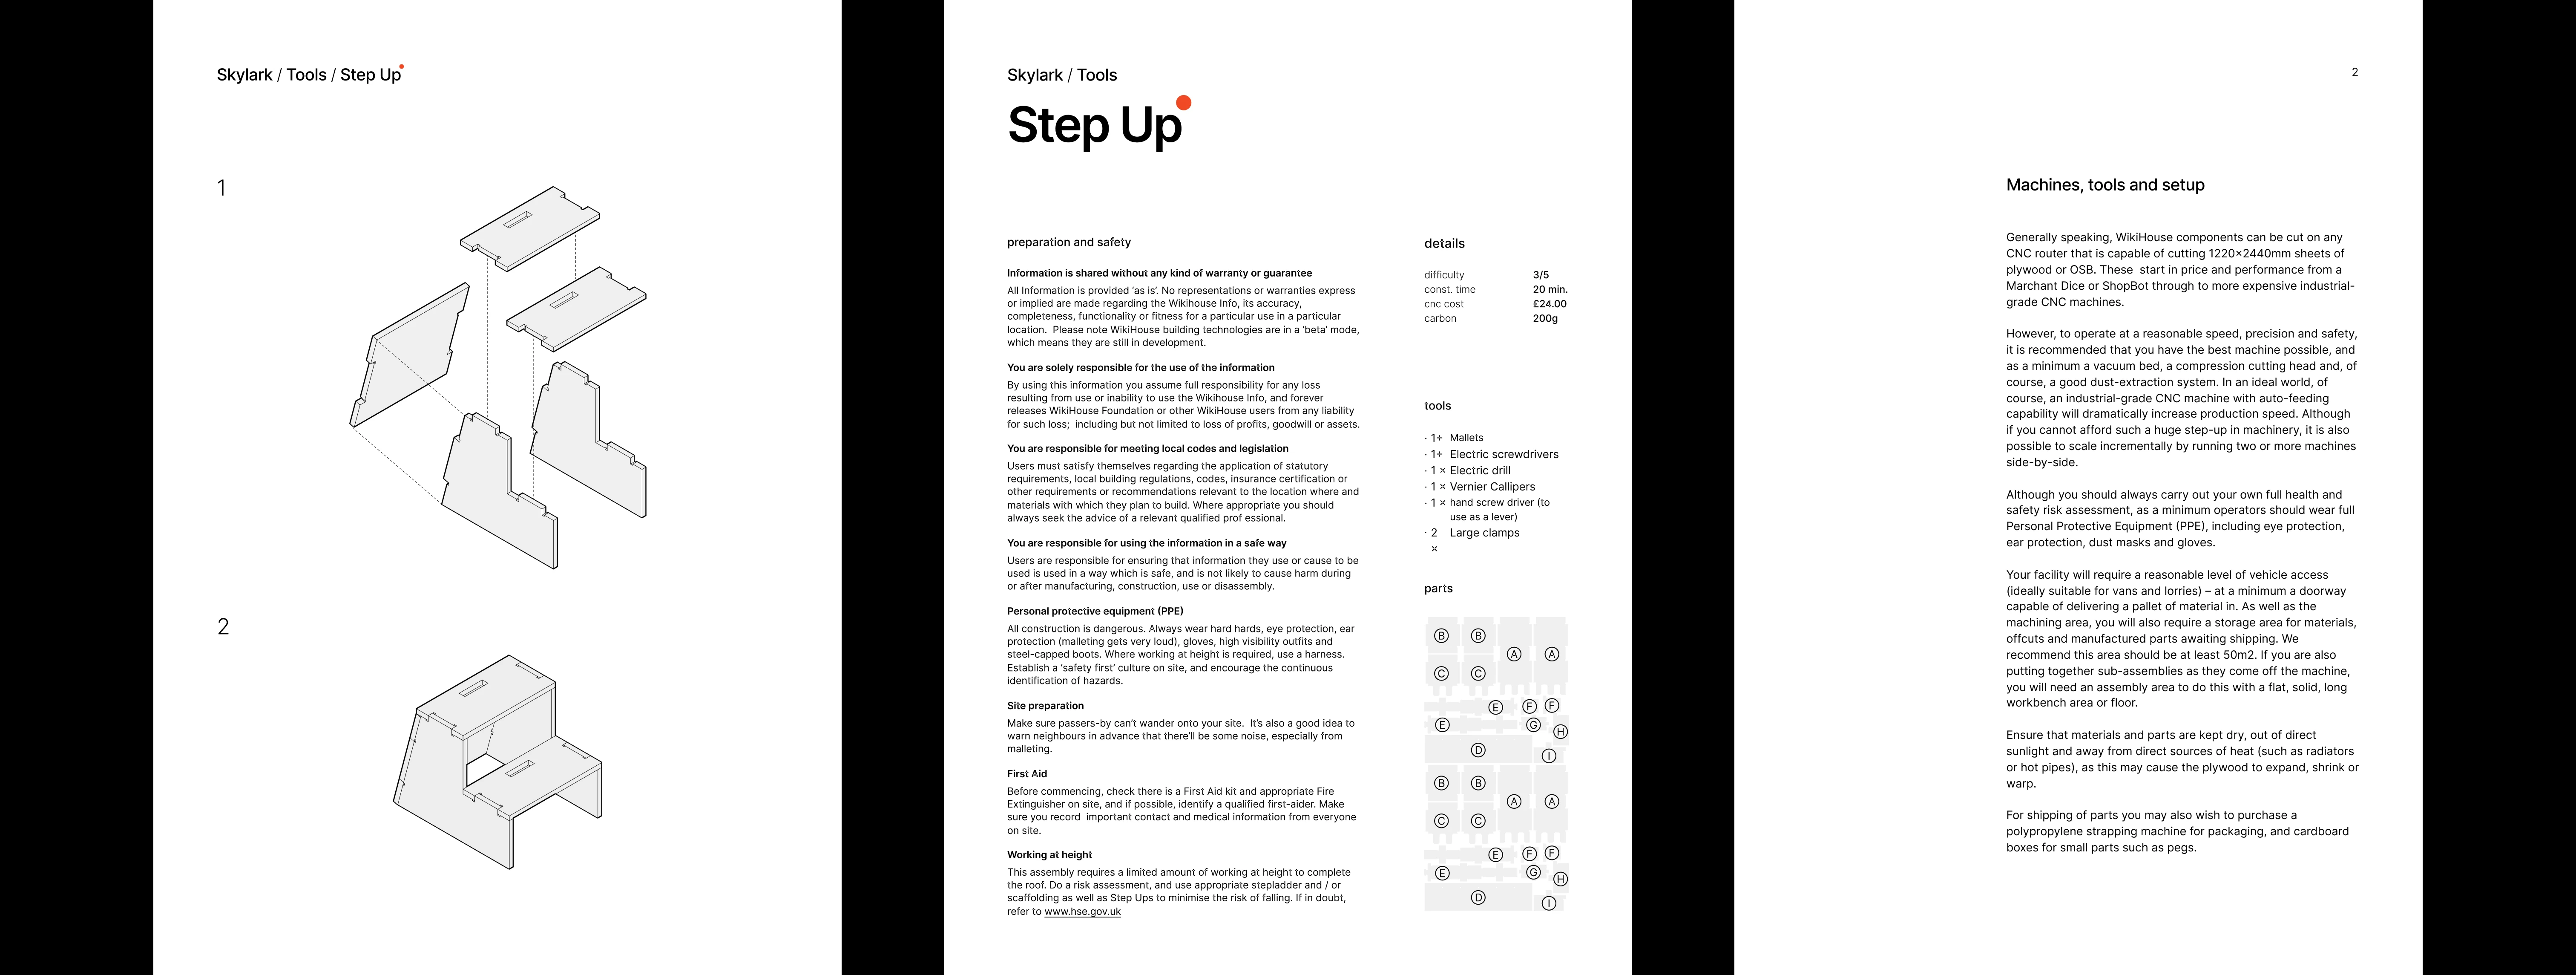 Skylark / Tools / Step Up
1
2
Skylark / Tools
Step Up
preparation and safety
Information is shared without any kind of warranty or guarantee
All Information is provided ‘as is’. No representations or warranties express
or implied are made regarding the Wikihouse Info, its accuracy,
completeness, functionality or fitness for a particular use in a particular
location.  Please note WikiHouse building technologies are in a ‘beta’ mode,
which means they are still in development.
You are solely responsible for the use of the information
By using this information you assume full responsibility for any loss
resulting from use or inability to use the Wikihouse Info, and forever
releases WikiHouse Foundation or other WikiHouse users from any liability
for such loss;  including but not limited to loss of profits, goodwill or assets.
You are responsible for meeting local codes and legislation
Users must satisfy themselves regarding the application of statutory
requirements, local building regulations, codes, insurance certification or
other requirements or recommendations relevant to the location where and
materials with which they plan to build. Where appropriate you should
always seek the advice of a relevant qualified prof essional.
You are responsible for using the information in a safe way
Users are responsible for ensuring that information they use or cause to be
used is used in a way which is safe, and is not likely to cause harm during
or after manufacturing, construction, use or disassembly.
Personal protective equipment (PPE)
All construction is dangerous. Always wear hard hards, eye protection, ear
protection (malleting gets very loud), gloves, high visibility outfits and
steel-capped boots. Where working at height is required, use a harness.
Establish a ‘safety first’ culture on site, and encourage the continuous
identification of hazards.
Site preparation
Make sure passers-by can’t wander onto your site.  It’s also a good idea to
warn neighbours in advance that there’ll be some noise, especially from
malleting.
First Aid
Before commencing, check there is a First Aid kit and appropriate Fire
Extinguisher on site, and if possible, identify a qualified first-aider. Make
sure you record  important contact and medical information from everyone
on site.
Working at height
This assembly requires a limited amount of working at height to complete
the roof. Do a risk assessment, and use appropriate stepladder and / or
scaffolding as well as Step Ups to minimise the risk of falling. If in doubt,
refer to www.hse.gov.uk
details
difficulty 3/5
const. time 20 min.
cnc cost £24.00
carbon 200g
tools
· 1+ Mallets
· 1+ Electric screwdrivers
· 1 × Electric drill
· 1 × Vernier Callipers
· 1 × hand screw driver (to
use as a lever)
· 2 Large clamps
×
parts
B B
A A
C C
E F F
E G H
D I
B B
A A
C C
E F F
E G H
D I
2
Machines, tools and setup
Generally speaking, WikiHouse components can be cut on any
CNC router that is capable of cutting 1220×2440mm sheets of
plywood or OSB. These  start in price and performance from a
Marchant Dice or ShopBot through to more expensive industrial-
grade CNC machines.
However, to operate at a reasonable speed, precision and safety,
it is recommended that you have the best machine possible, and
as a minimum a vacuum bed, a compression cutting head and, of
course, a good dust-extraction system. In an ideal world, of
course, an industrial-grade CNC machine with auto-feeding
capability will dramatically increase production speed. Although
if you cannot afford such a huge step-up in machinery, it is also
possible to scale incrementally by running two or more machines
side-by-side.
Although you should always carry out your own full health and
safety risk assessment, as a minimum operators should wear full
Personal Protective Equipment (PPE), including eye protection,
ear protection, dust masks and gloves.
Your facility will require a reasonable level of vehicle access
(ideally suitable for vans and lorries) – at a minimum a doorway
capable of delivering a pallet of material in. As well as the
machining area, you will also require a storage area for materials,
offcuts and manufactured parts awaiting shipping. We
recommend this area should be at least 50m2. If you are also
putting together sub-assemblies as they come off the machine,
you will need an assembly area to do this with a flat, solid, long
workbench area or floor.
Ensure that materials and parts are kept dry, out of direct
sunlight and away from direct sources of heat (such as radiators
or hot pipes), as this may cause the plywood to expand, shrink or
warp.
For shipping of parts you may also wish to purchase a
polypropylene strapping machine for packaging, and cardboard
boxes for small parts such as pegs.